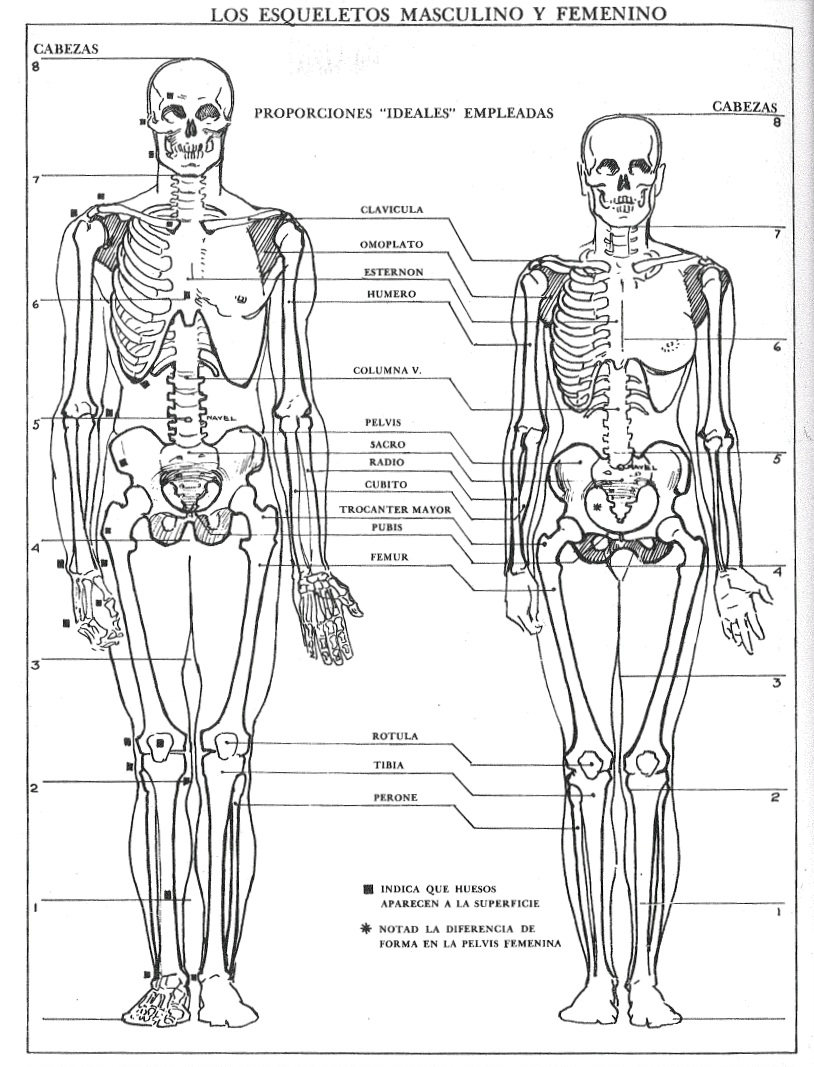 LOS ESQUELETOS MASCULINO Y FEMENINO
CABEZAS
8
PROPORCIONES "IDEALES" EMPLEADAS
CABEZAS
8
7
7
CLAVICULA
OMOPLATO
ESTERNON
HUMERO
6
6
COLUMNA V.
5
NAVEL
PELVIS
SACRO
RADIO
NAVEL
5
CUBITO
TROCANTER MAYOR
PUBIS
4
FEMUR
4
3
3
ROTULA
TIBIA
2
PERONE
2
INDICA QUE HUESOS
APARECEN A LA SUPERFICIE
1
1
* NOTAD LA DIFERENCIA DE
FORMA EN LA PELVIS FEMENINA